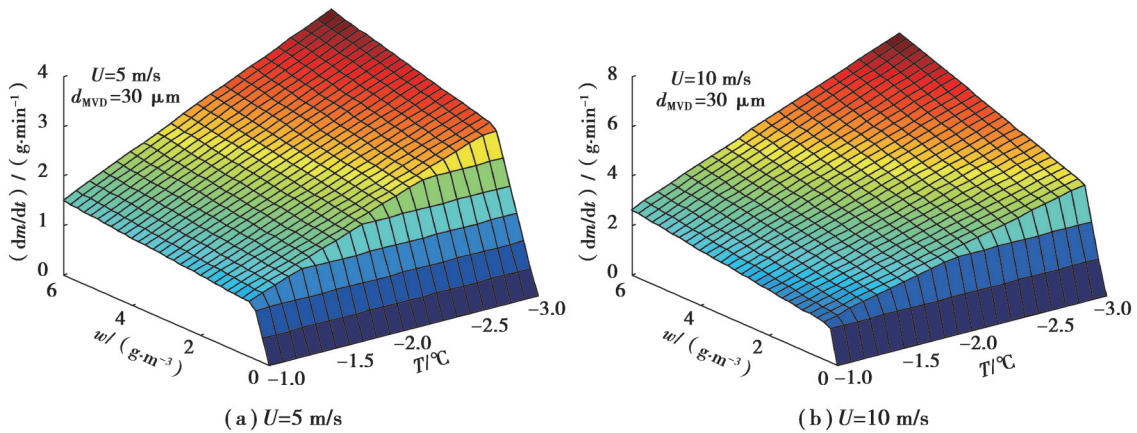 U=5 m/s
d_MVD=30 μm
(dm/dt)/(g·min⁻¹)
4
3
2
1
0
6
4
2
0
w/(g·m⁻³)
−1.0
−1.5
−2.0
−2.5
−3.0
T/℃
(a) U=5 m/s
U=10 m/s
d_MVD=30 μm
(dm/dt)/(g·min⁻¹)
8
6
4
2
0
6
4
2
0
w/(g·m⁻³)
−1.0
−1.5
−2.0
−2.5
−3.0
T/℃
(b) U=10 m/s